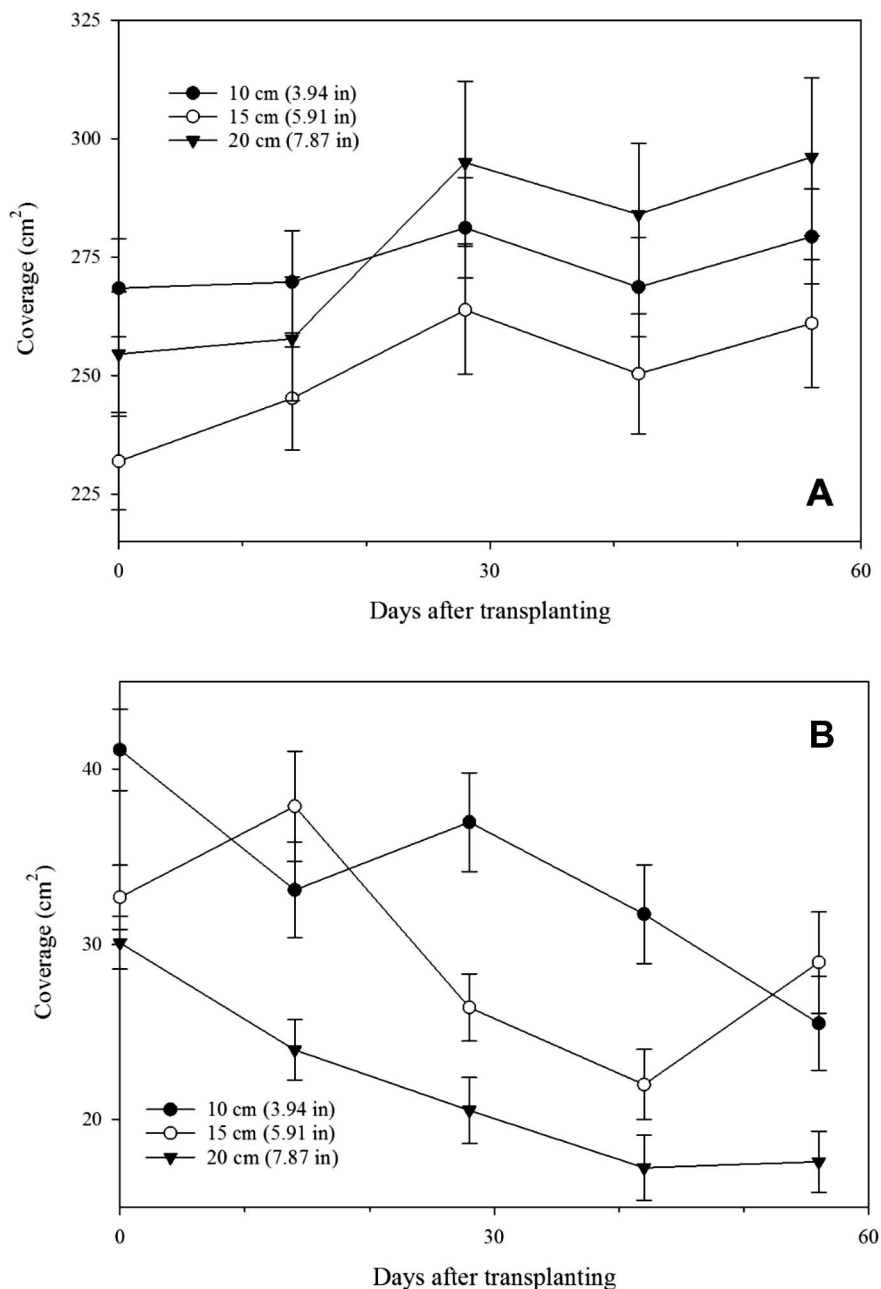 325
300
275
250
225
Coverage (cm²)
10 cm (3.94 in)
15 cm (5.91 in)
20 cm (7.87 in)
A
0
30
60
Days after transplanting
40
30
20
Coverage (cm²)
B
10 cm (3.94 in)
15 cm (5.91 in)
20 cm (7.87 in)
0
30
60
Days after transplanting